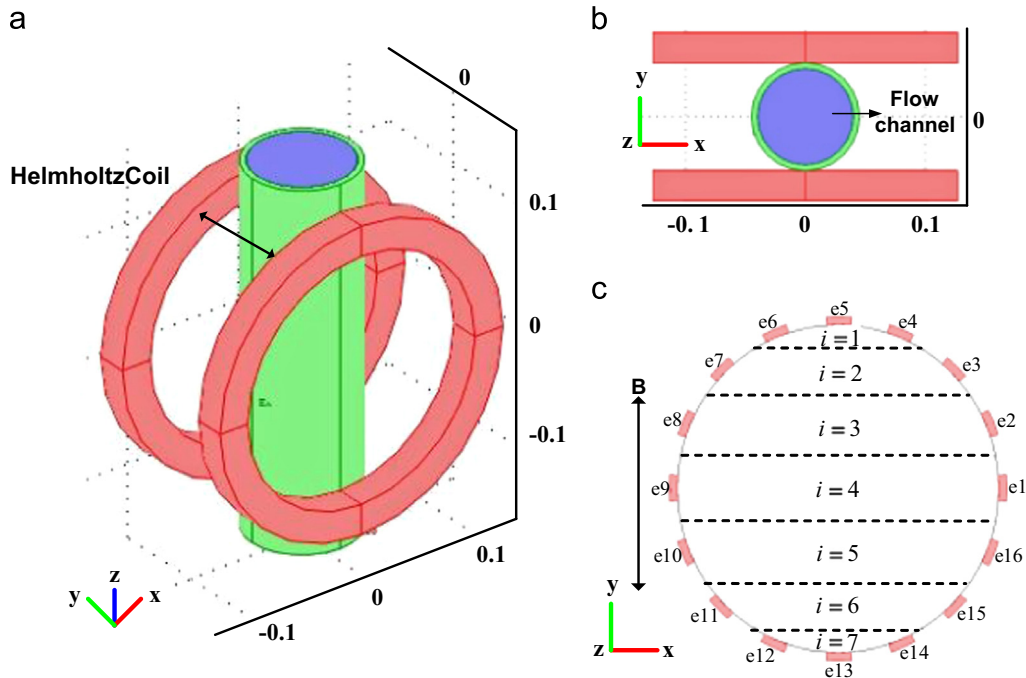 a
0
HelmholtzCoil
0.1
0
-0.1
0.1
0
-0.1
z
y
x
b
y
z
x
Flow
channel
0
-0.1
0
0.1
c
e5
e6
e4
i=1
e7
e3
i=2
B
e8
e2
i=3
e9
i=4
e1
e10
i=5
e16
y
e11
e15
i=6
z
x
i=7
e12
e14
e13